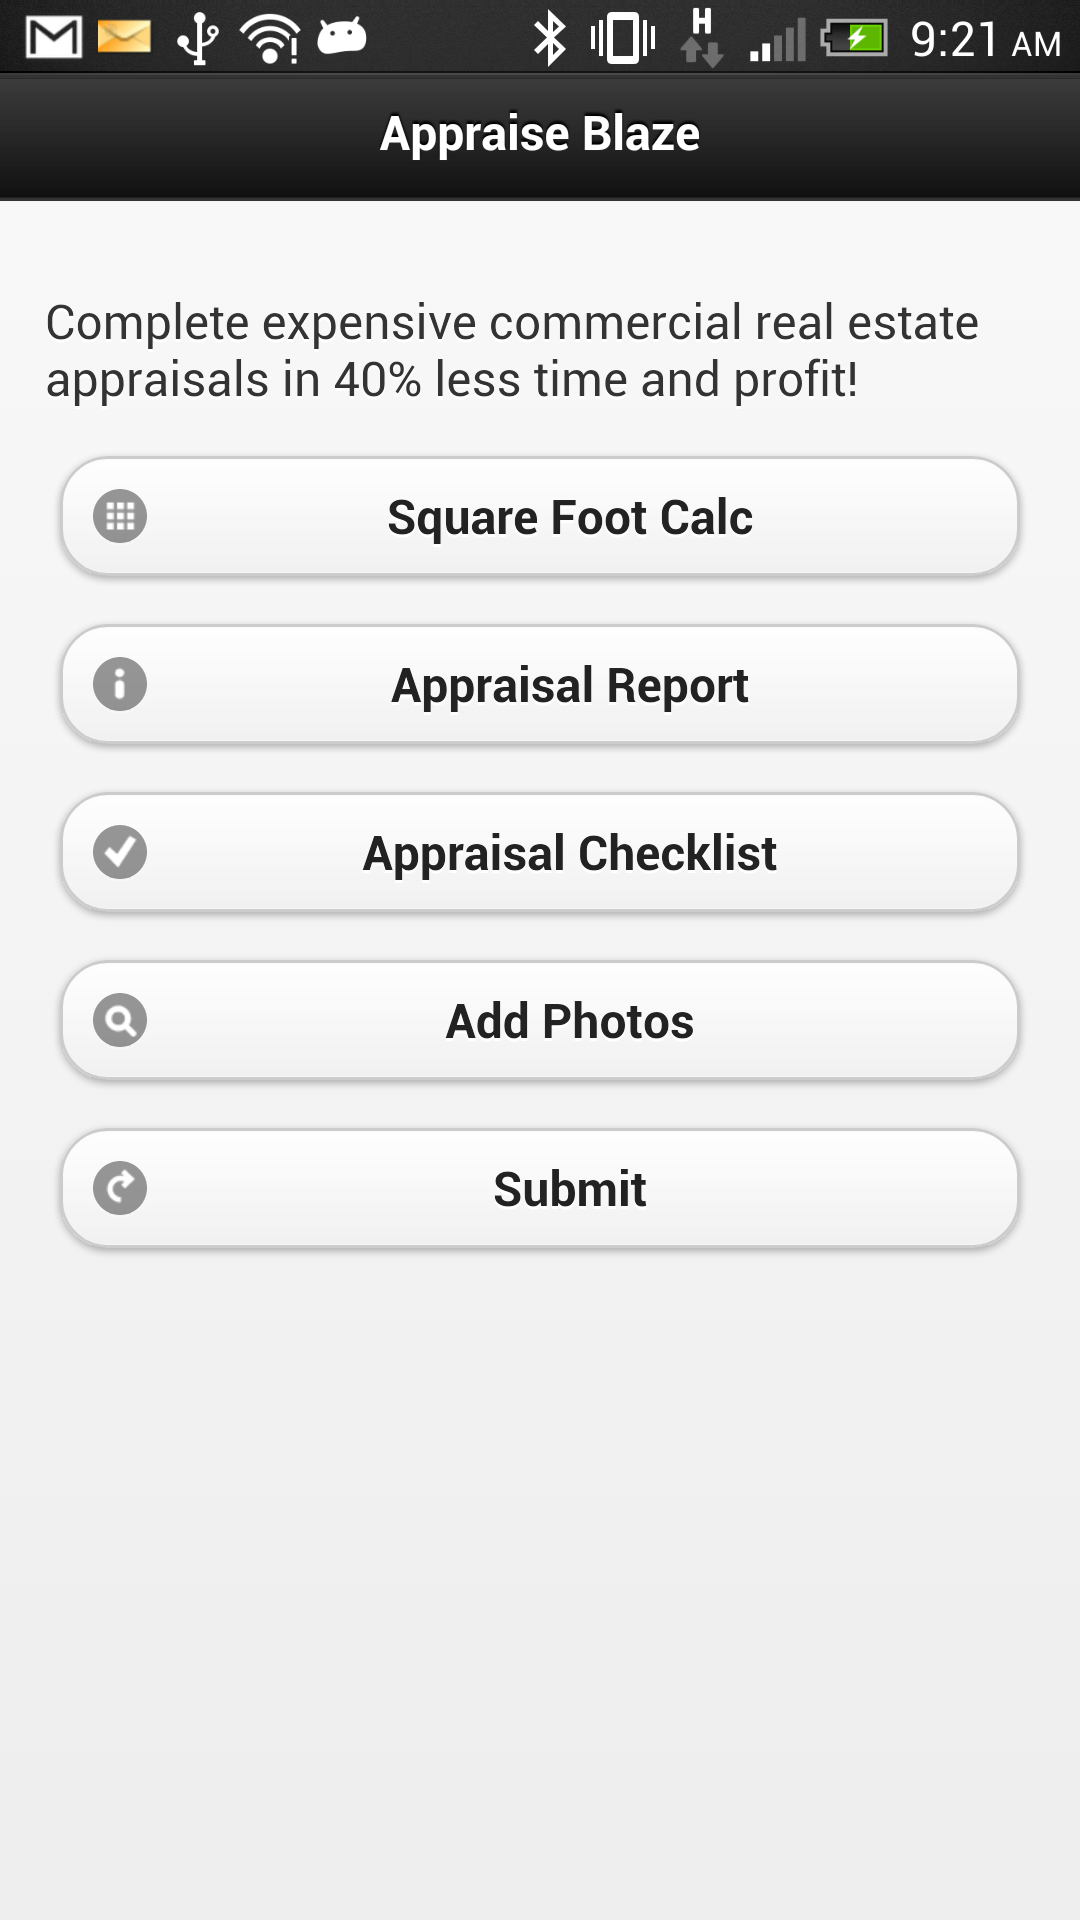 H
9:21 AM
Appraise Blaze
Complete expensive commercial real estate
appraisals in 40% less time and profit!
Square Foot Calc
Appraisal Report
Appraisal Checklist
Add Photos
Submit